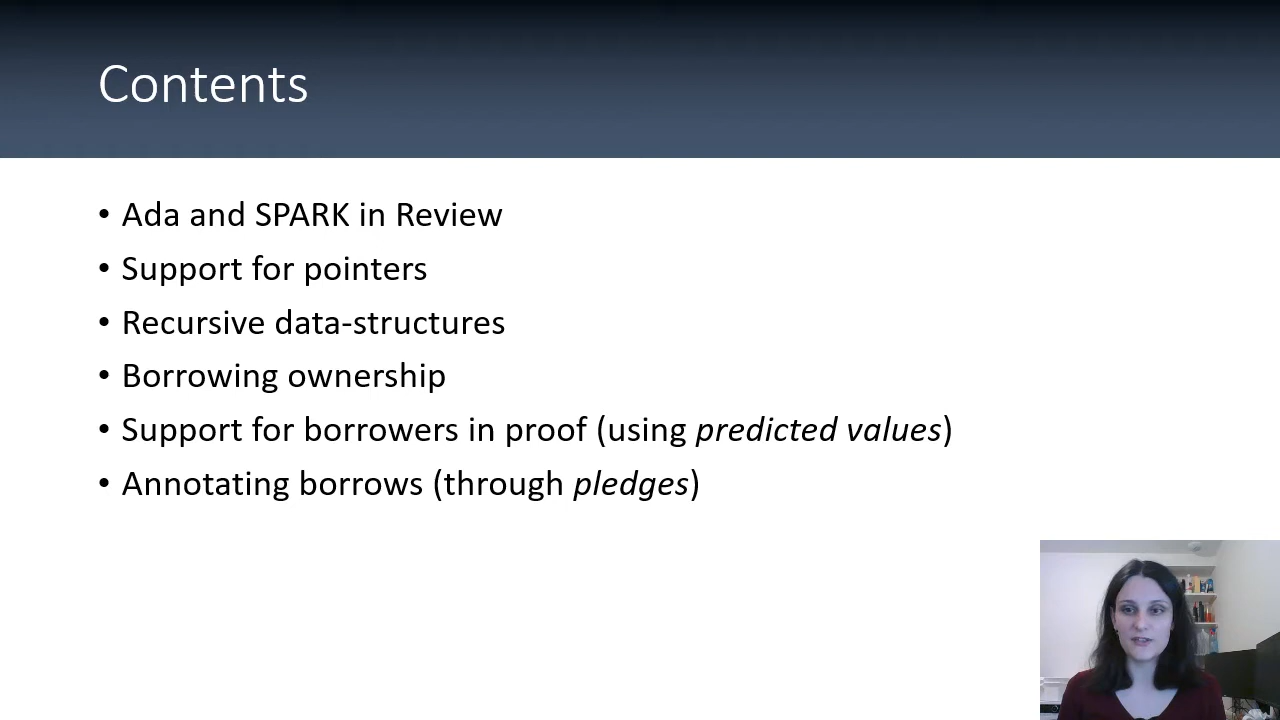 Contents
• Ada and SPARK in Review
• Support for pointers
• Recursive data-structures
• Borrowing ownership
• Support for borrowers in proof (using predicted values)
• Annotating borrows (through pledges)